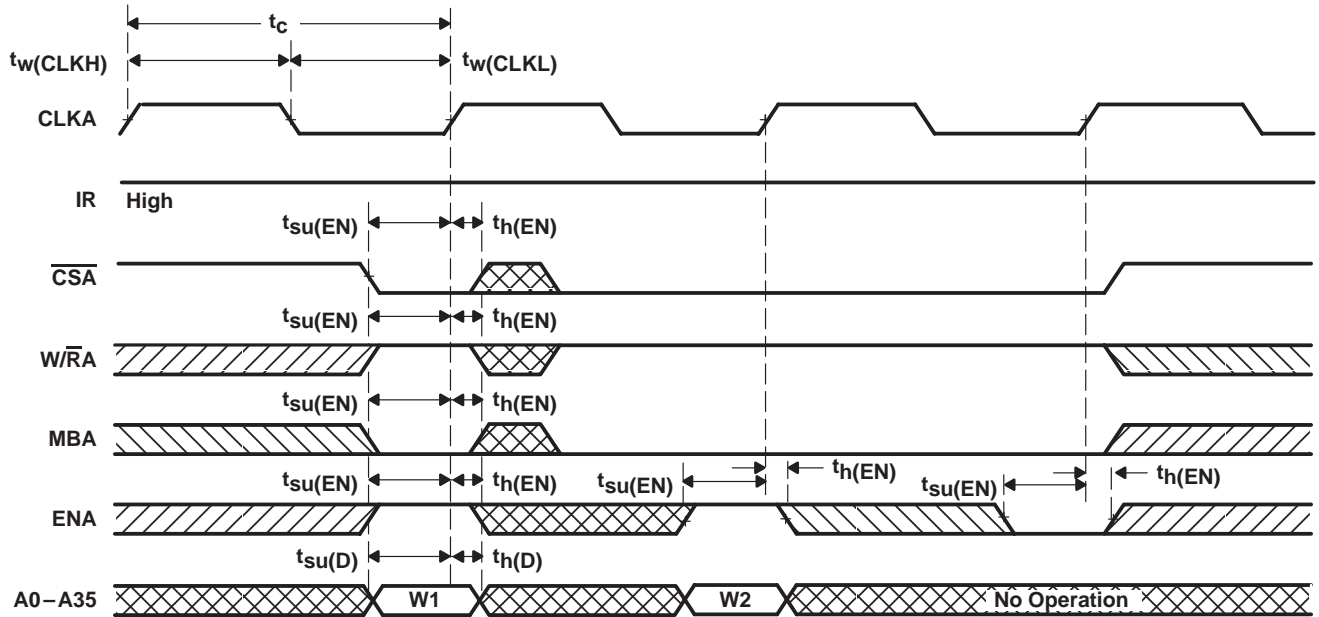 tc
tw(CLKH) tw(CLKL)
CLKA
IR High
tsu(EN) th(EN)
CSA
tsu(EN) th(EN)
W/RA
tsu(EN) th(EN)
MBA
tsu(EN) th(EN) tsu(EN) th(EN) tsu(EN) th(EN)
ENA
tsu(D) th(D)
A0–A35 W1 W2 No Operation